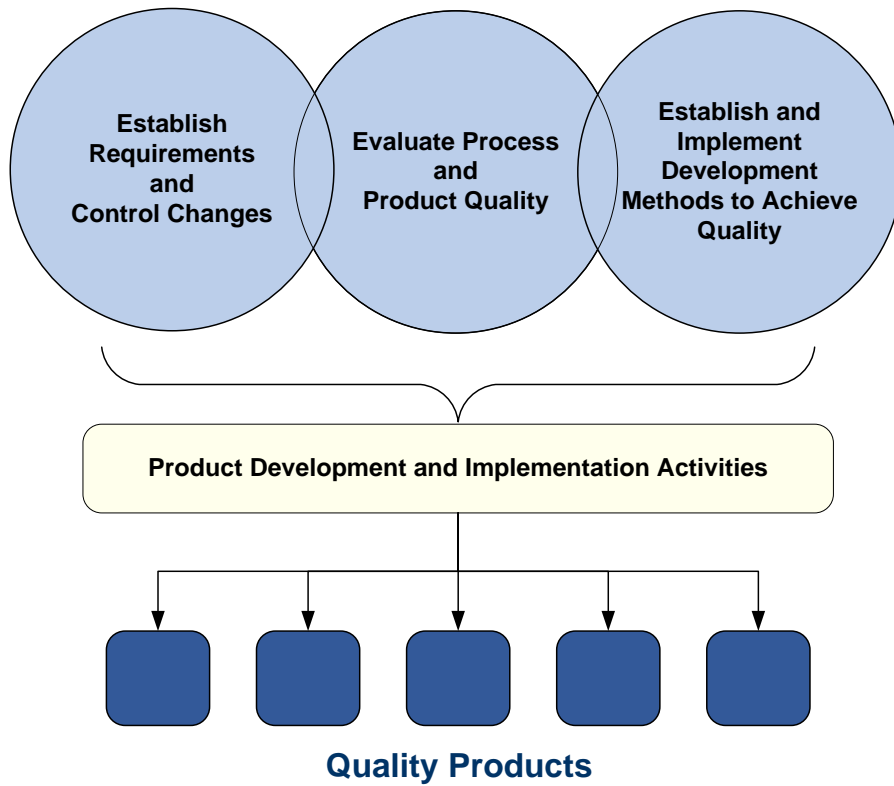 Establish
Requirements
and
Control Changes
Evaluate Process
and
Product Quality
Establish and
Implement
Development
Methods to Achieve
Quality
Product Development and Implementation Activities
Quality Products